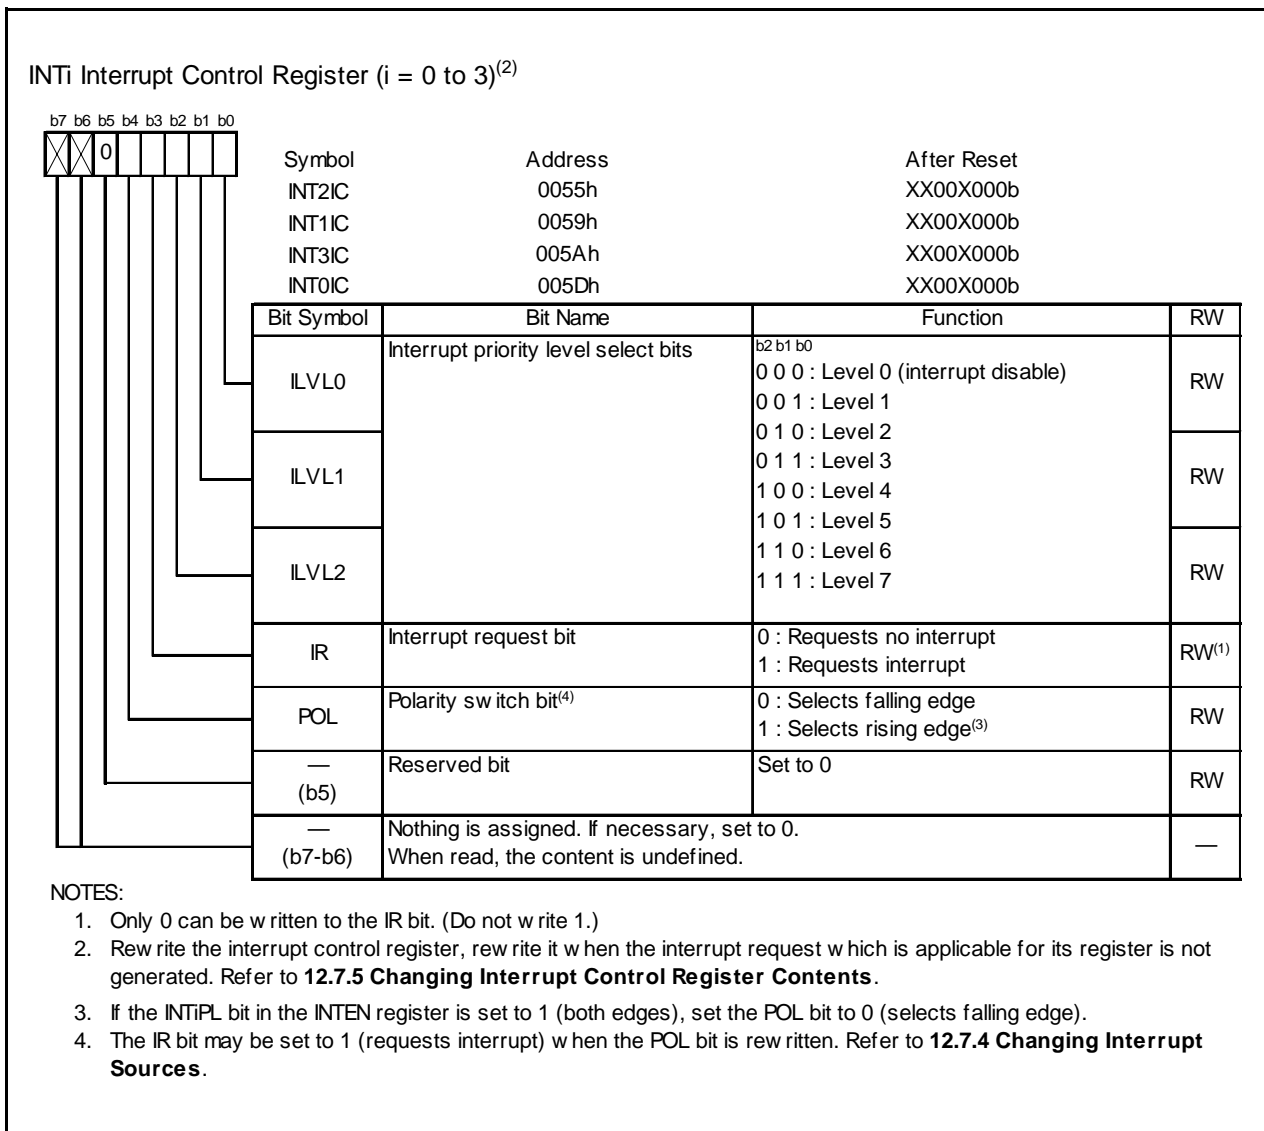 INTi Interrupt Control Register (i = 0 to 3)(2)
b7 b6 b5 b4 b3 b2 b1 b0
0
Symbol Address After Reset
INT2IC 0055h XX00X000b
INT1IC 0059h XX00X000b
INT3IC 005Ah XX00X000b
INT0IC 005Dh XX00X000b
Bit Symbol Bit Name Function RW
ILVL0 Interrupt priority level select bits b2 b1 b0
0 0 0 : Level 0 (interrupt disable) RW
0 0 1 : Level 1
0 1 0 : Level 2
ILVL1 0 1 1 : Level 3 RW
1 0 0 : Level 4
1 0 1 : Level 5
1 1 0 : Level 6
ILVL2 1 1 1 : Level 7 RW
IR Interrupt request bit 0 : Requests no interrupt RW(1)
1 : Requests interrupt
POL Polarity switch bit(4) 0 : Selects falling edge RW
1 : Selects rising edge(3)
— Reserved bit Set to 0 RW
(b5)
— Nothing is assigned. If necessary, set to 0. —
(b7-b6) When read, the content is undefined.
NOTES:
1. Only 0 can be written to the IR bit. (Do not write 1.)
2. Rewrite the interrupt control register, rewrite it when the interrupt request which is applicable for its register is not
generated. Refer to 12.7.5 Changing Interrupt Control Register Contents.
3. If the INTiPL bit in the INTEN register is set to 1 (both edges), set the POL bit to 0 (selects falling edge).
4. The IR bit may be set to 1 (requests interrupt) when the POL bit is rewritten. Refer to 12.7.4 Changing Interrupt
Sources.